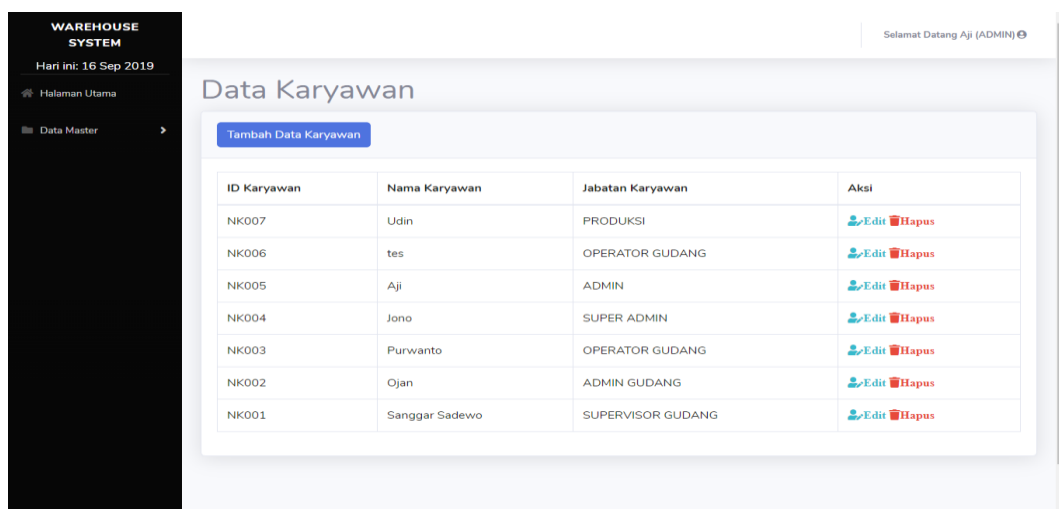 WAREHOUSE
SYSTEM
Hari ini: 16 Sep 2019
Halaman Utama
Data Master
Selamat Datang Aji (ADMIN)
Data Karyawan
Tambah Data Karyawan
ID Karyawan Nama Karyawan Jabatan Karyawan Aksi
NK007 Udin PRODUKSI Edit Hapus
NK006 tes OPERATOR GUDANG Edit Hapus
NK005 Aji ADMIN Edit Hapus
NK004 Jono SUPER ADMIN Edit Hapus
NK003 Purwanto OPERATOR GUDANG Edit Hapus
NK002 Ojan ADMIN GUDANG Edit Hapus
NK001 Sanggar Sadewo SUPERVISOR GUDANG Edit Hapus